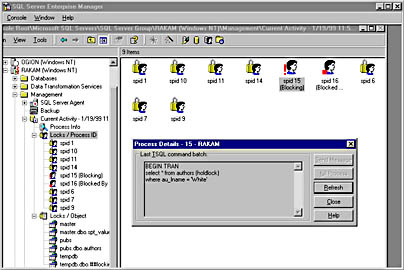 SQL Server Enterprise Manager
Console Window Help
Console Root\Microsoft SQL Servers\SQL Server Group\RAKAM (Windows NT)\Management\Current Activity - 1/19/99 11:5
View Tools
9 Items
OGION (Windows NT)
RAKAM (Windows NT)
Databases
Data Transformation Services
Management
SQL Server Agent
Backup
Current Activity - 1/19/99 11
Process Info
Locks / Process ID
spid 1
spid 10
spid 11
spid 14
spid 15 (Blocking)
spid 16 (Blocked By
spid 6
spid 7
spid 9
Locks / Object
master
master.dbo.spt_value
pubs
pubs.dbo.authors
tempdb
tempdb.dbo.##lockin
spid 1
spid 10
spid 11
spid 14
spid 15 (Blocking)
spid 16 (Blocked ...
spid 6
spid 7
spid 9
Process Details - 15 - RAKAM
Last TSQL command batch:
BEGIN TRAN
select * from authors (holdlock)
where au_lname = 'White'
Send Message
Kill Process
Refresh
Close
Help